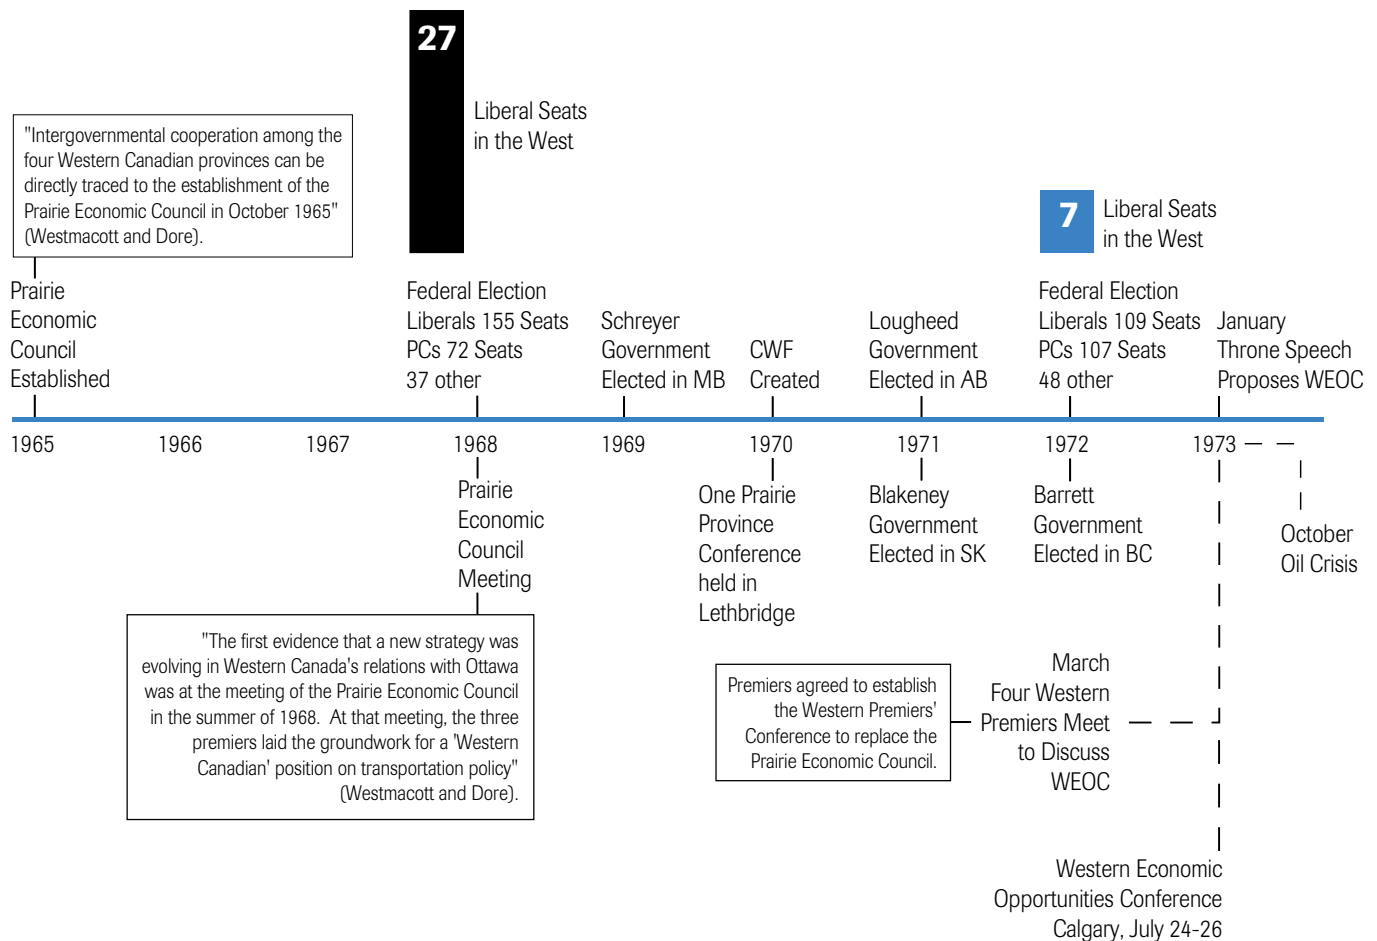 27
Liberal Seats
in the West
"Intergovernmental cooperation among the
four Western Canadian provinces can be
directly traced to the establishment of the
Prairie Economic Council in October 1965"
(Westmacott and Dore).
7
Liberal Seats
in the West
Prairie
Economic
Council
Established
Federal Election
Liberals 155 Seats
PCs 72 Seats
37 other
Schreyer
Government
Elected in MB
CWF
Created
Lougheed
Government
Elected in AB
Federal Election
Liberals 109 Seats
PCs 107 Seats
48 other
January
Throne Speech
Proposes WEOC
1965
1966
1967
1968
1969
1970
1971
1972
1973
Prairie
Economic
Council
Meeting
One Prairie
Province
Conference
held in
Lethbridge
Blakeney
Government
Elected in SK
Barrett
Government
Elected in BC
October
Oil Crisis
"The first evidence that a new strategy was
evolving in Western Canada's relations with Ottawa
was at the meeting of the Prairie Economic Council
in the summer of 1968.  At that meeting, the three
premiers laid the groundwork for a 'Western
Canadian' position on transportation policy"
(Westmacott and Dore).
Premiers agreed to establish
the Western Premiers'
Conference to replace the
Prairie Economic Council.
March
Four Western
Premiers Meet
to Discuss
WEOC
Western Economic
Opportunities Conference
Calgary, July 24-26